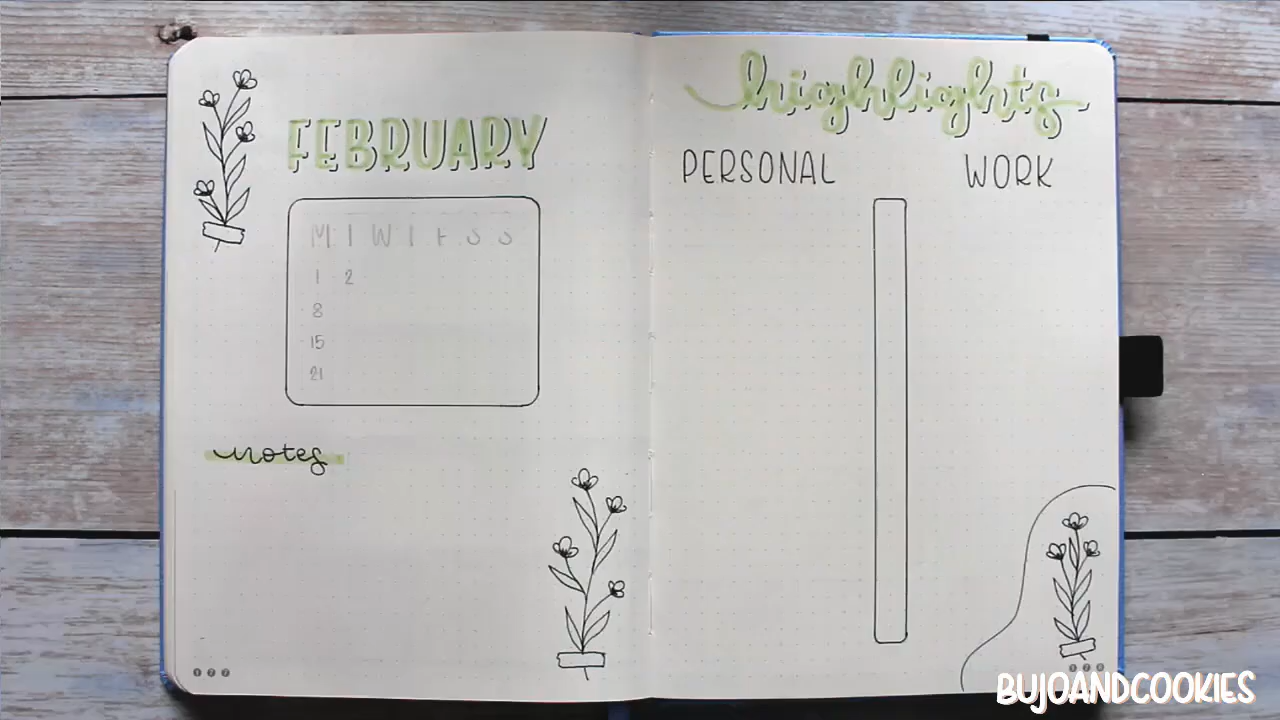 FEBRUARY
M T W T F S S
1 2
8
15
21
notes
highlights
PERSONAL WORK
BUJOANDCOOKIES